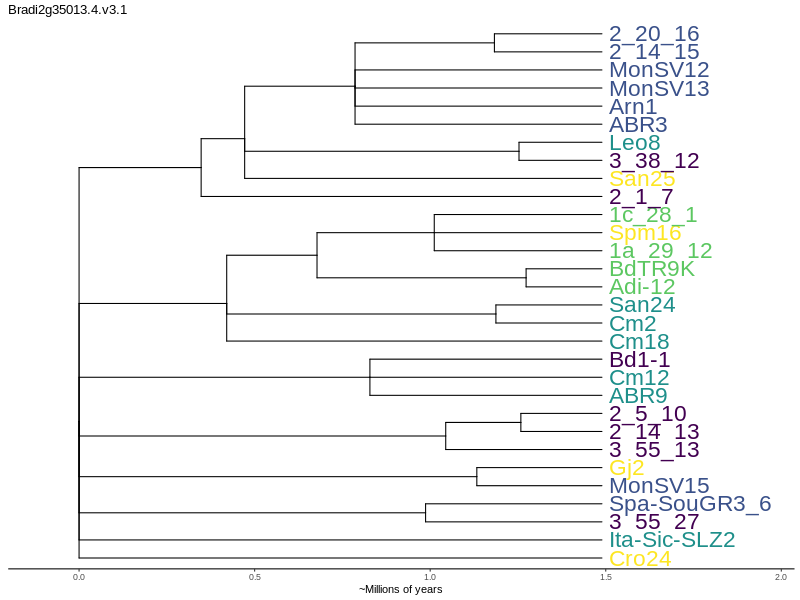 Bradi2g35013.4.v3.1
2_20_16
2_14_15
MonSV12
MonSV13
Arn1
ABR3
Leo8
3_38_12
San25
2_1_7
1c_28_1
Spm16
1a_29_12
BdTR9K
Adi-12
San24
Cm2
Cm18
Bd1-1
Cm12
ABR9
2_5_10
2_14_13
3_55_13
Gj2
MonSV15
Spa-SouGR3_6
3_55_27
Ita-Sic-SLZ2
Cro24
0.0 0.5 1.0 1.5 2.0
~Millions of years